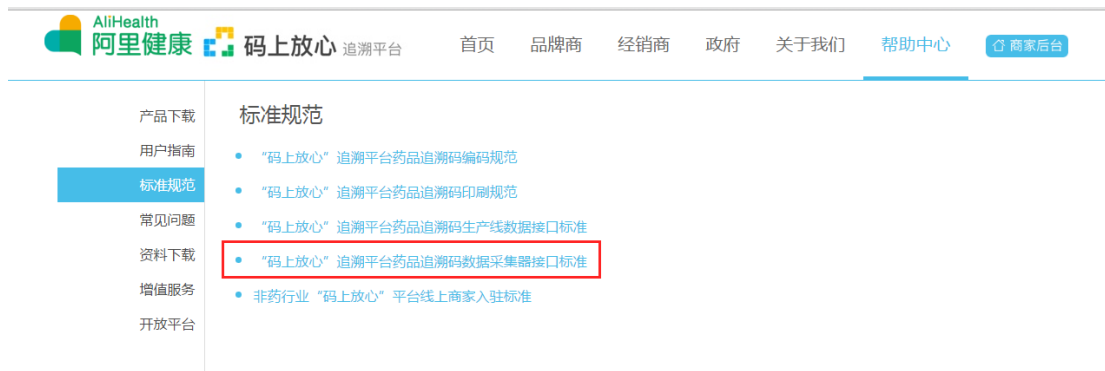 AliHealth
阿里健康 码上放心 追溯平台 首页 品牌商 经销商 政府 关于我们 帮助中心 商家后台
产品下载
用户指南
标准规范
常见问题
资料下载
增值服务
开放平台
标准规范
“码上放心”追溯平台药品追溯码编码规范
“码上放心”追溯平台药品追溯码印刷规范
“码上放心”追溯平台药品追溯码生产线数据接口标准
“码上放心”追溯平台药品追溯码数据采集器接口标准
非药行业“码上放心”平台线上商家入驻标准